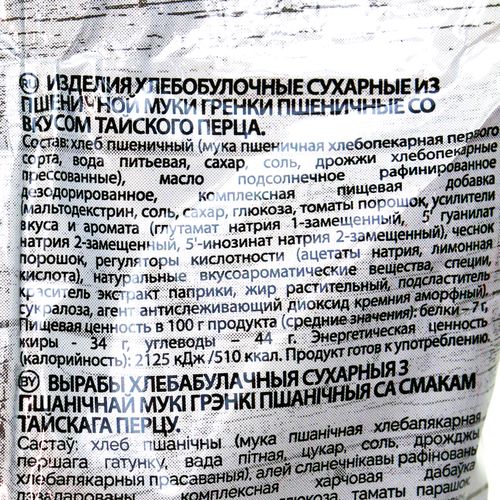 RU ИЗДЕЛИЯ ХЛЕБОБУЛОЧНЫЕ СУХАРНЫЕ ИЗ
ПШЕНИЧНОЙ МУКИ ГРЕНКИ ПШЕНИЧНЫЕ СО
ВКУСОМ ТАЙСКОГО ПЕРЦА.
Состав: хлеб пшеничный (мука пшеничная хлебопекарная первого
сорта, вода питьевая, сахар, соль, дрожжи хлебопекарные
прессованные), масло подсолнечное рафинированное
дезодорированное, комплексная пищевая добавка
(мальтодекстрин, соль, сахар, глюкоза, томаты порошок, усилители
вкуса и аромата (глутамат натрия 1-замещенный, 5' гуанилат
натрия 2-замещенный, 5'-инозинат натрия 2-замещенный), чеснок
порошок, регуляторы кислотности (ацетаты натрия, лимонная
кислота), натуральные вкусоароматические вещества, специи,
краситель экстракт паприки, жир растительный, подсластитель
сукралоза, агент антислеживающий диоксид кремния аморфный).
Пищевая ценность в 100 г продукта (средние значения): белки – 7 г,
жиры - 34 г, углеводы – 44 г. Энергетическая ценность
(калорийность): 2125 кДж /510 ккал. Продукт готов к употреблению.
BY ВЫРАБЫ ХЛЕБАБУЛАЧНЫЯ СУХАРНЫЯ З
ПШАНІЧНАЙ МУКІ ГРЭНКІ ПШАНІЧНЫЯ СА СМАКАМ
ТАЙСКАГА ПЕРЦУ.
Састаў: хлеб пшанічны (мука пшанічная хлебапякарная
першага гатунку, вада пітная, цукар, соль, дрожджы
хлебапякарныя прасаваныя), алей сланечнікавы рафінаваны
комплексная харчовая дабаўка
глюкоза, таматы парашок